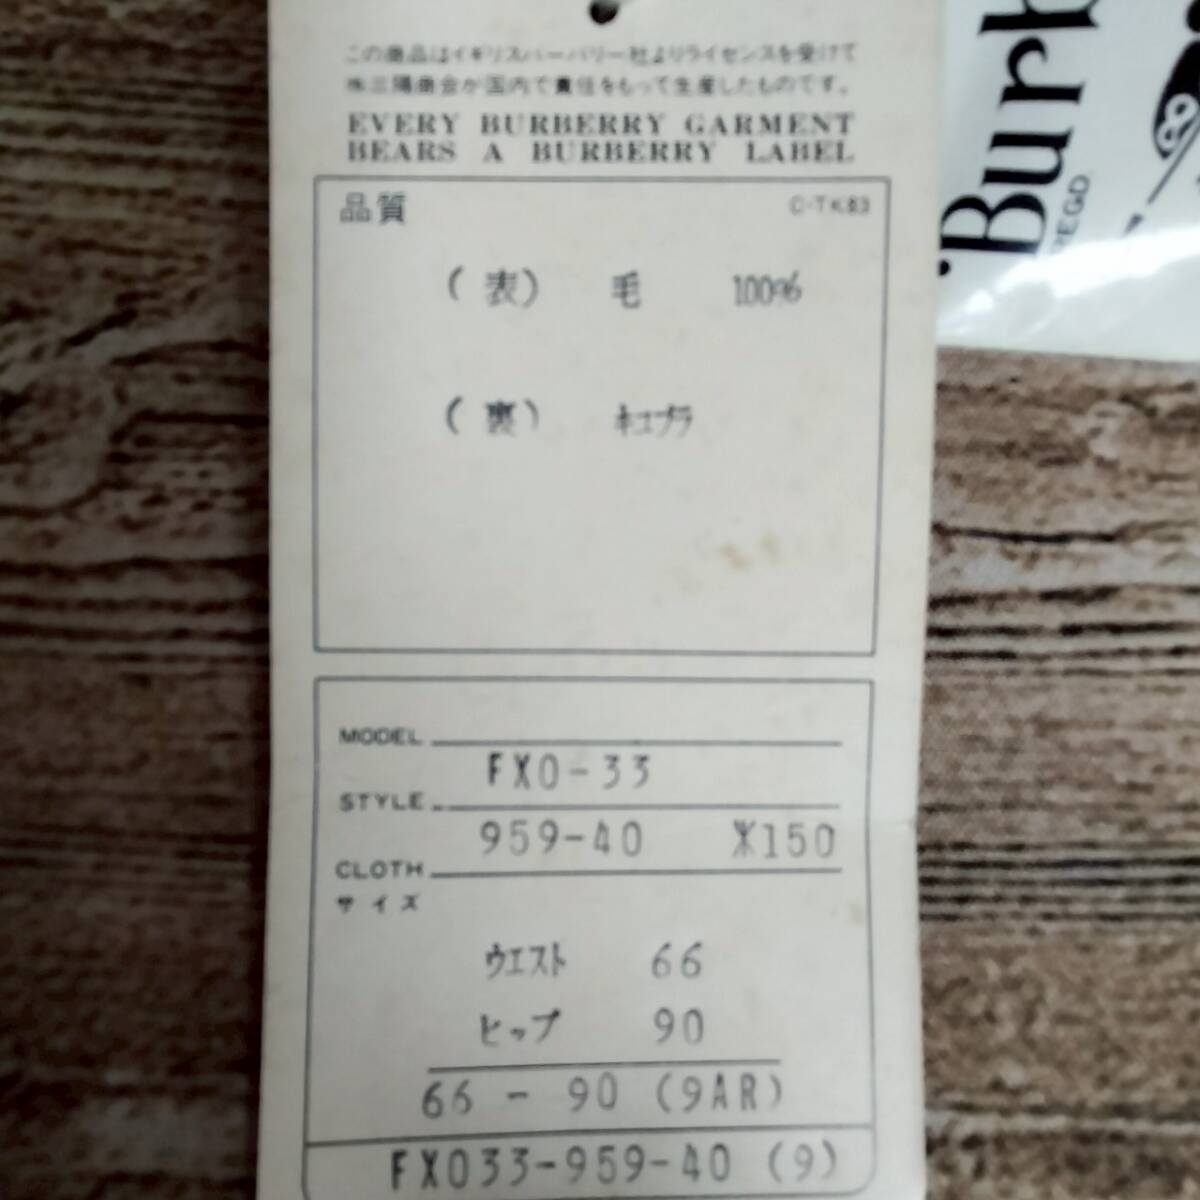 この商品はイギリスバーバリー社よりライセンスを受けて
㈱三陽商会が国内で責任をもって生産したものです。
EVERY BURBERRY GARMENT
BEARS A BURBERRY LABEL
品質 C-TK83
(表) 毛 100%
(裏) キュプラ
MODEL
FX0-33
STYLE
959-40 Ж150
CLOTH
サイズ
ウエスト 66
ヒップ 90
66 - 90 (9AR)
FX033-959-40 (9)
REGD